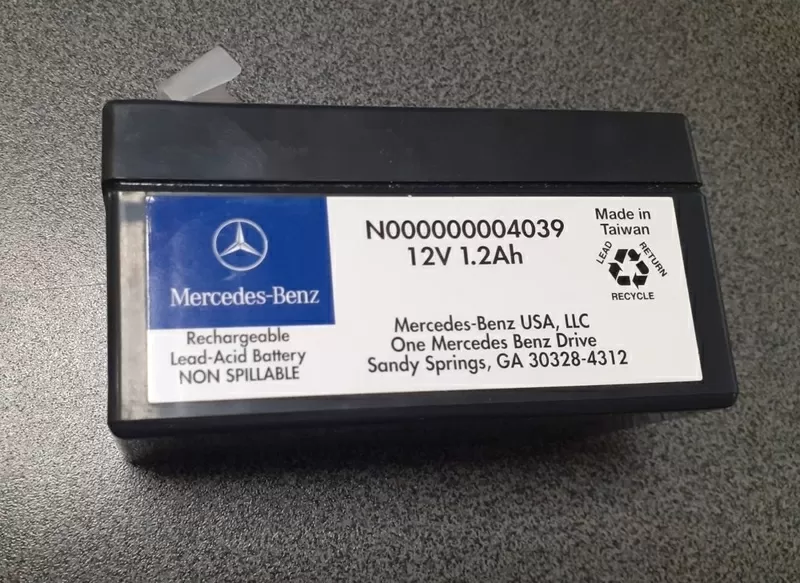 Mercedes-Benz
Rechargeable
Lead-Acid Battery
NON SPILLABLE
N000000004039
12V 1.2Ah
Made in
Taiwan
LEAD
RETURN
RECYCLE
Mercedes-Benz USA, LLC
One Mercedes Benz Drive
Sandy Springs, GA 30328-4312